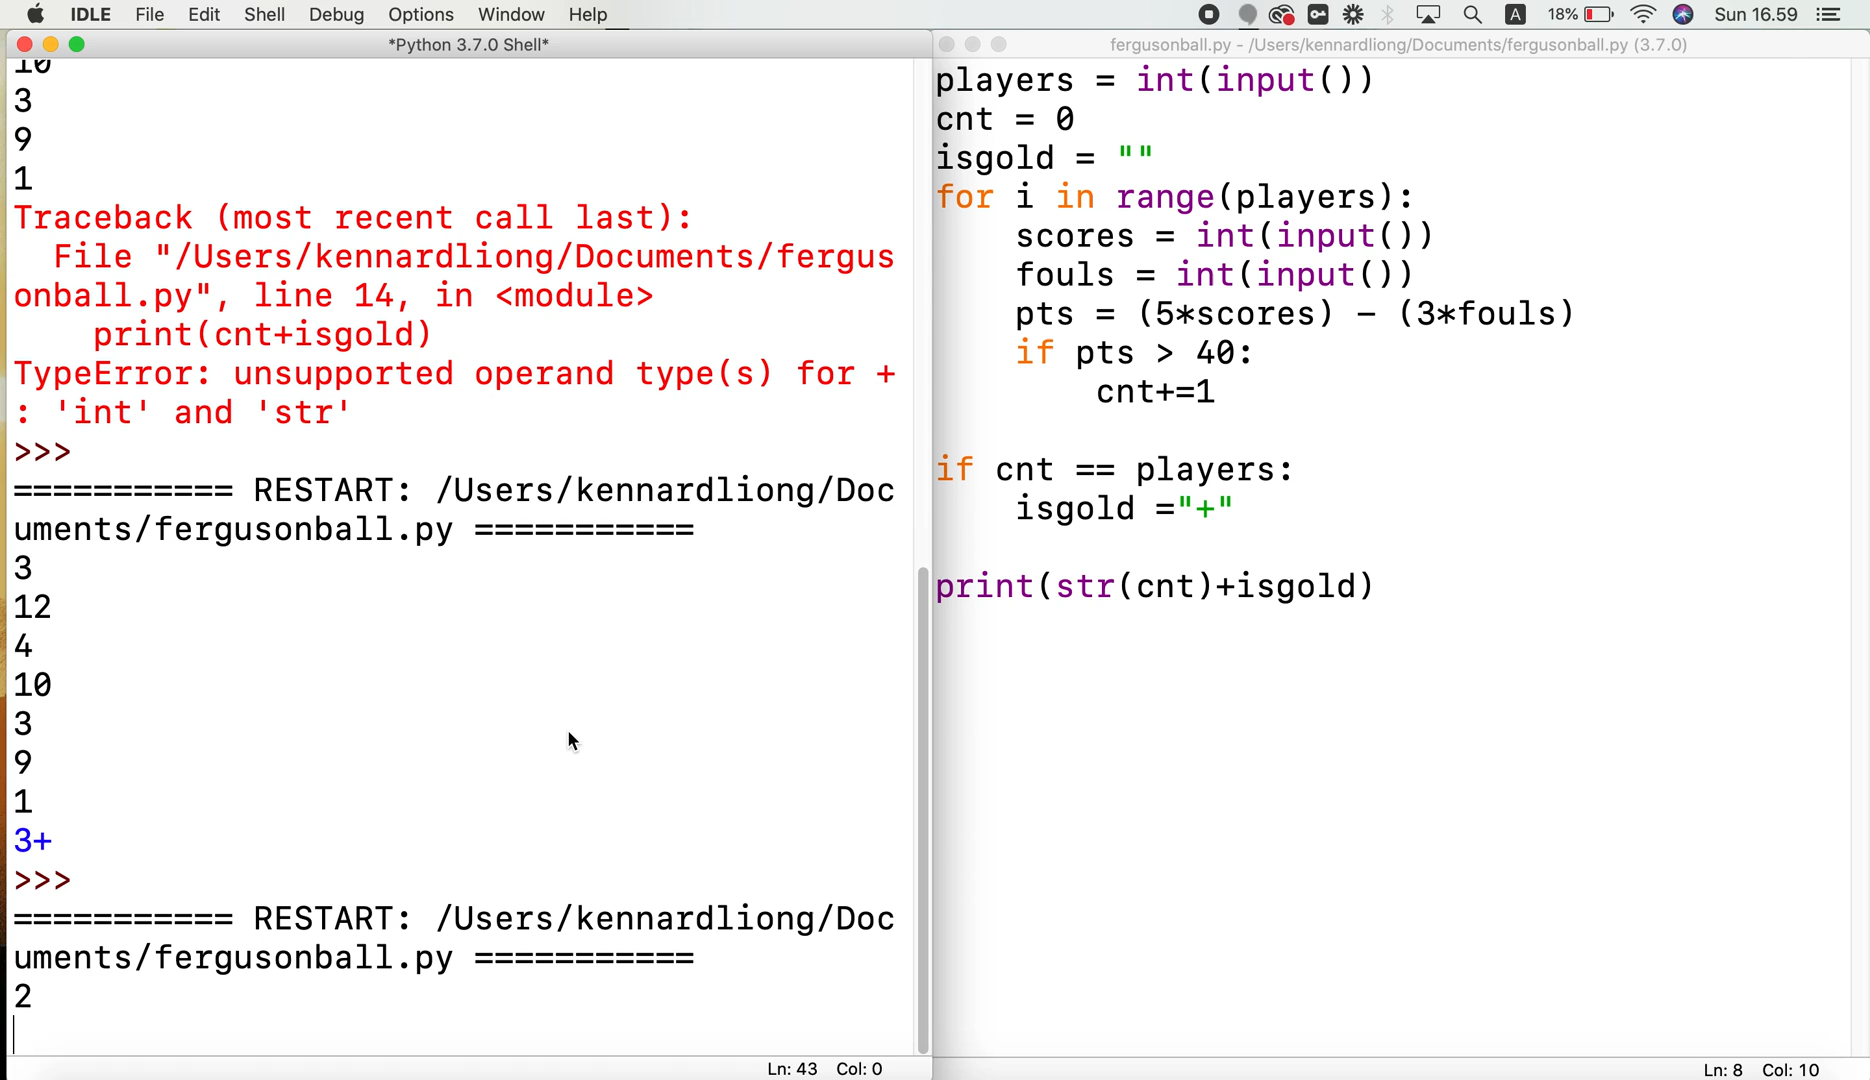 IDLE File Edit Shell Debug Options Window Help A 18% Sun 16.59
*Python 3.7.0 Shell*
10
3
9
1
Traceback (most recent call last):
  File "/Users/kennardliong/Documents/fergus
onball.py", line 14, in <module>
    print(cnt+isgold)
TypeError: unsupported operand type(s) for +
: 'int' and 'str'
>>>
=========== RESTART: /Users/kennardliong/Doc
uments/fergusonball.py ===========
3
12
4
10
3
9
1
3+
>>>
=========== RESTART: /Users/kennardliong/Doc
uments/fergusonball.py ===========
2
Ln: 43 Col: 0
fergusonball.py - /Users/kennardliong/Documents/fergusonball.py (3.7.0)
players = int(input())
cnt = 0
isgold = ""
for i in range(players):
    scores = int(input())
    fouls = int(input())
    pts = (5*scores) - (3*fouls)
    if pts > 40:
        cnt+=1
if cnt == players:
    isgold ="+"
print(str(cnt)+isgold)
Ln: 8 Col: 10